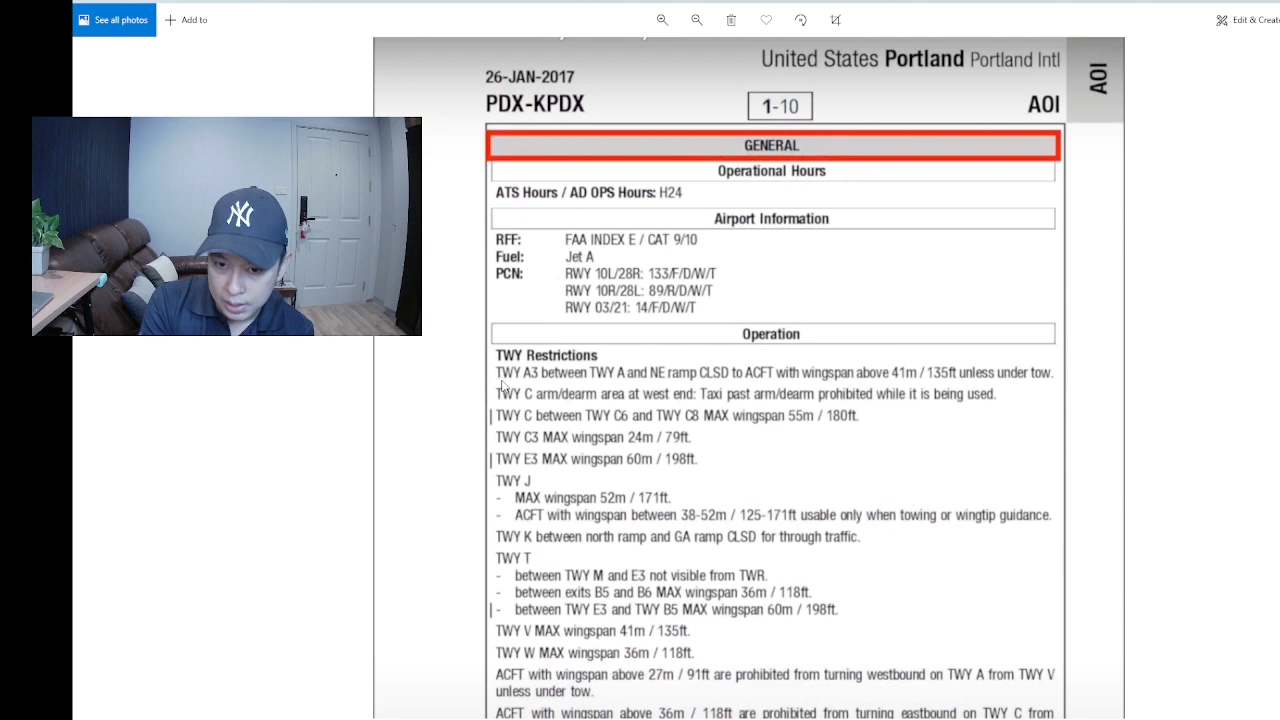 See all photos
Add to
Edit & Create
United States Portland Portland Intl
AOI
26-JAN-2017
PDX-KPDX
1-10
AOI
GENERAL
Operational Hours
ATS Hours / AD OPS Hours: H24
Airport Information
RFF: FAA INDEX E / CAT 9/10
Fuel: Jet A
PCN: RWY 10L/28R: 133/F/D/W/T
RWY 10R/28L: 89/R/D/W/T
RWY 03/21: 14/F/D/W/T
Operation
TWY Restrictions
TWY A3 between TWY A and NE ramp CLSD to ACFT with wingspan above 41m / 135ft unless under tow.
TWY C arm/dearm area at west end: Taxi past arm/dearm prohibited while it is being used.
TWY C between TWY C6 and TWY C8 MAX wingspan 55m / 180ft.
TWY C3 MAX wingspan 24m / 79ft.
TWY E3 MAX wingspan 60m / 198ft.
TWY J
- MAX wingspan 52m / 171ft.
- ACFT with wingspan between 38-52m / 125-171ft usable only when towing or wingtip guidance.
TWY K between north ramp and GA ramp CLSD for through traffic.
TWY T
- between TWY M and E3 not visible from TWR.
- between exits B5 and B6 MAX wingspan 36m / 118ft.
- between TWY E3 and TWY B5 MAX wingspan 60m / 198ft.
TWY V MAX wingspan 41m / 135ft.
TWY W MAX wingspan 36m / 118ft.
ACFT with wingspan above 27m / 91ft are prohibited from turning westbound on TWY A from TWY V
unless under tow.
ACFT with wingspan above 36m / 118ft are prohibited from turning eastbound on TWY C from
NY